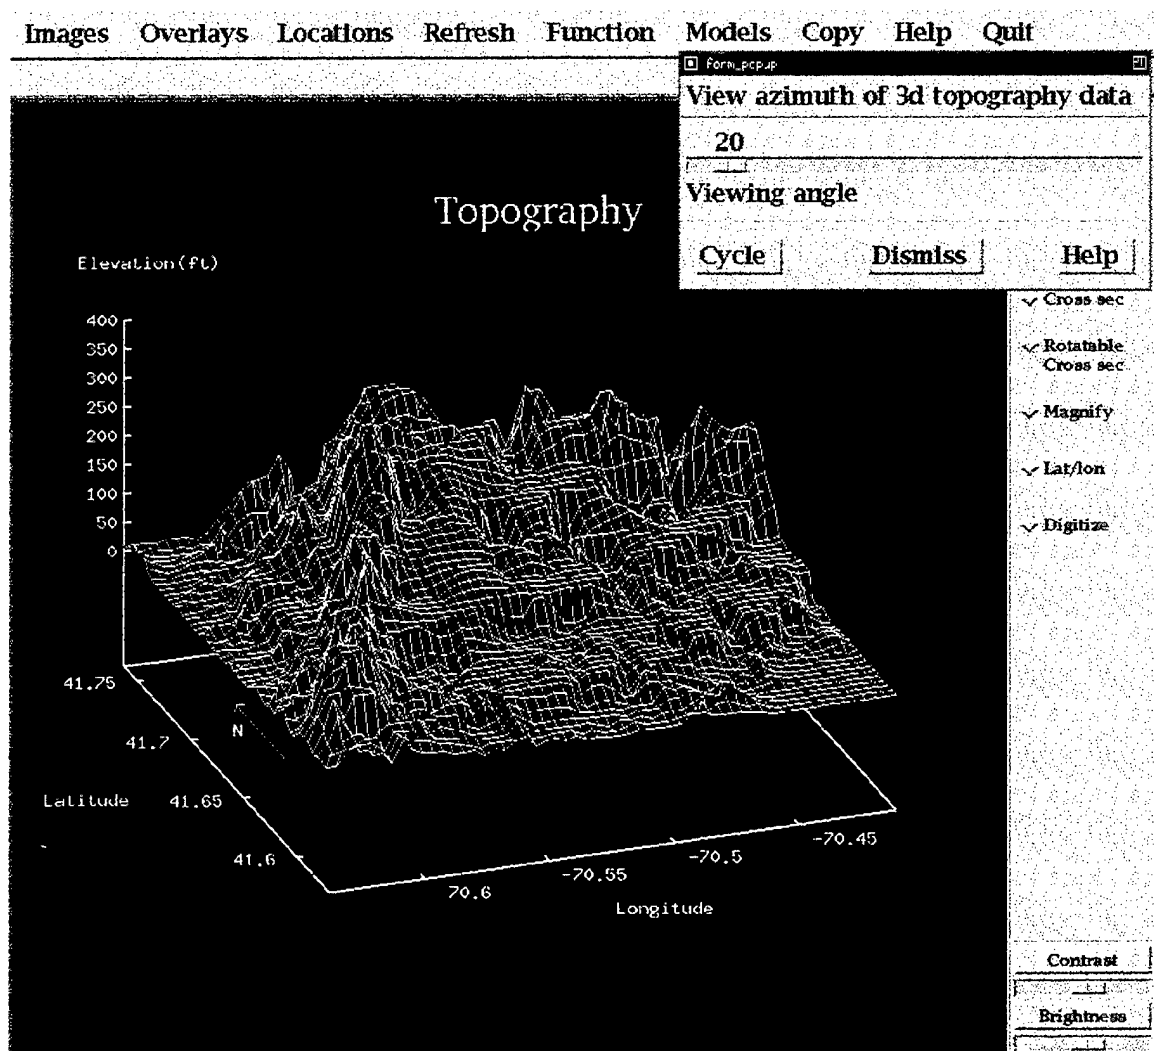 Images Overlays Locations Refresh Function Models Copy Help Quit
form_popup
View azimuth of 3d topography data
20
Viewing angle
Cycle Dismiss Help
Topography
Elevation(ft)
400
350
300
250
200
150
100
50
0
41.75
41.7
41.65
41.6
N
Latitude
70.6
-70.55
-70.5
-70.45
Longitude
Cross sec
Rotatable
Cross sec
Magnify
Lat/lon
Digitize
Contrast
Brightness